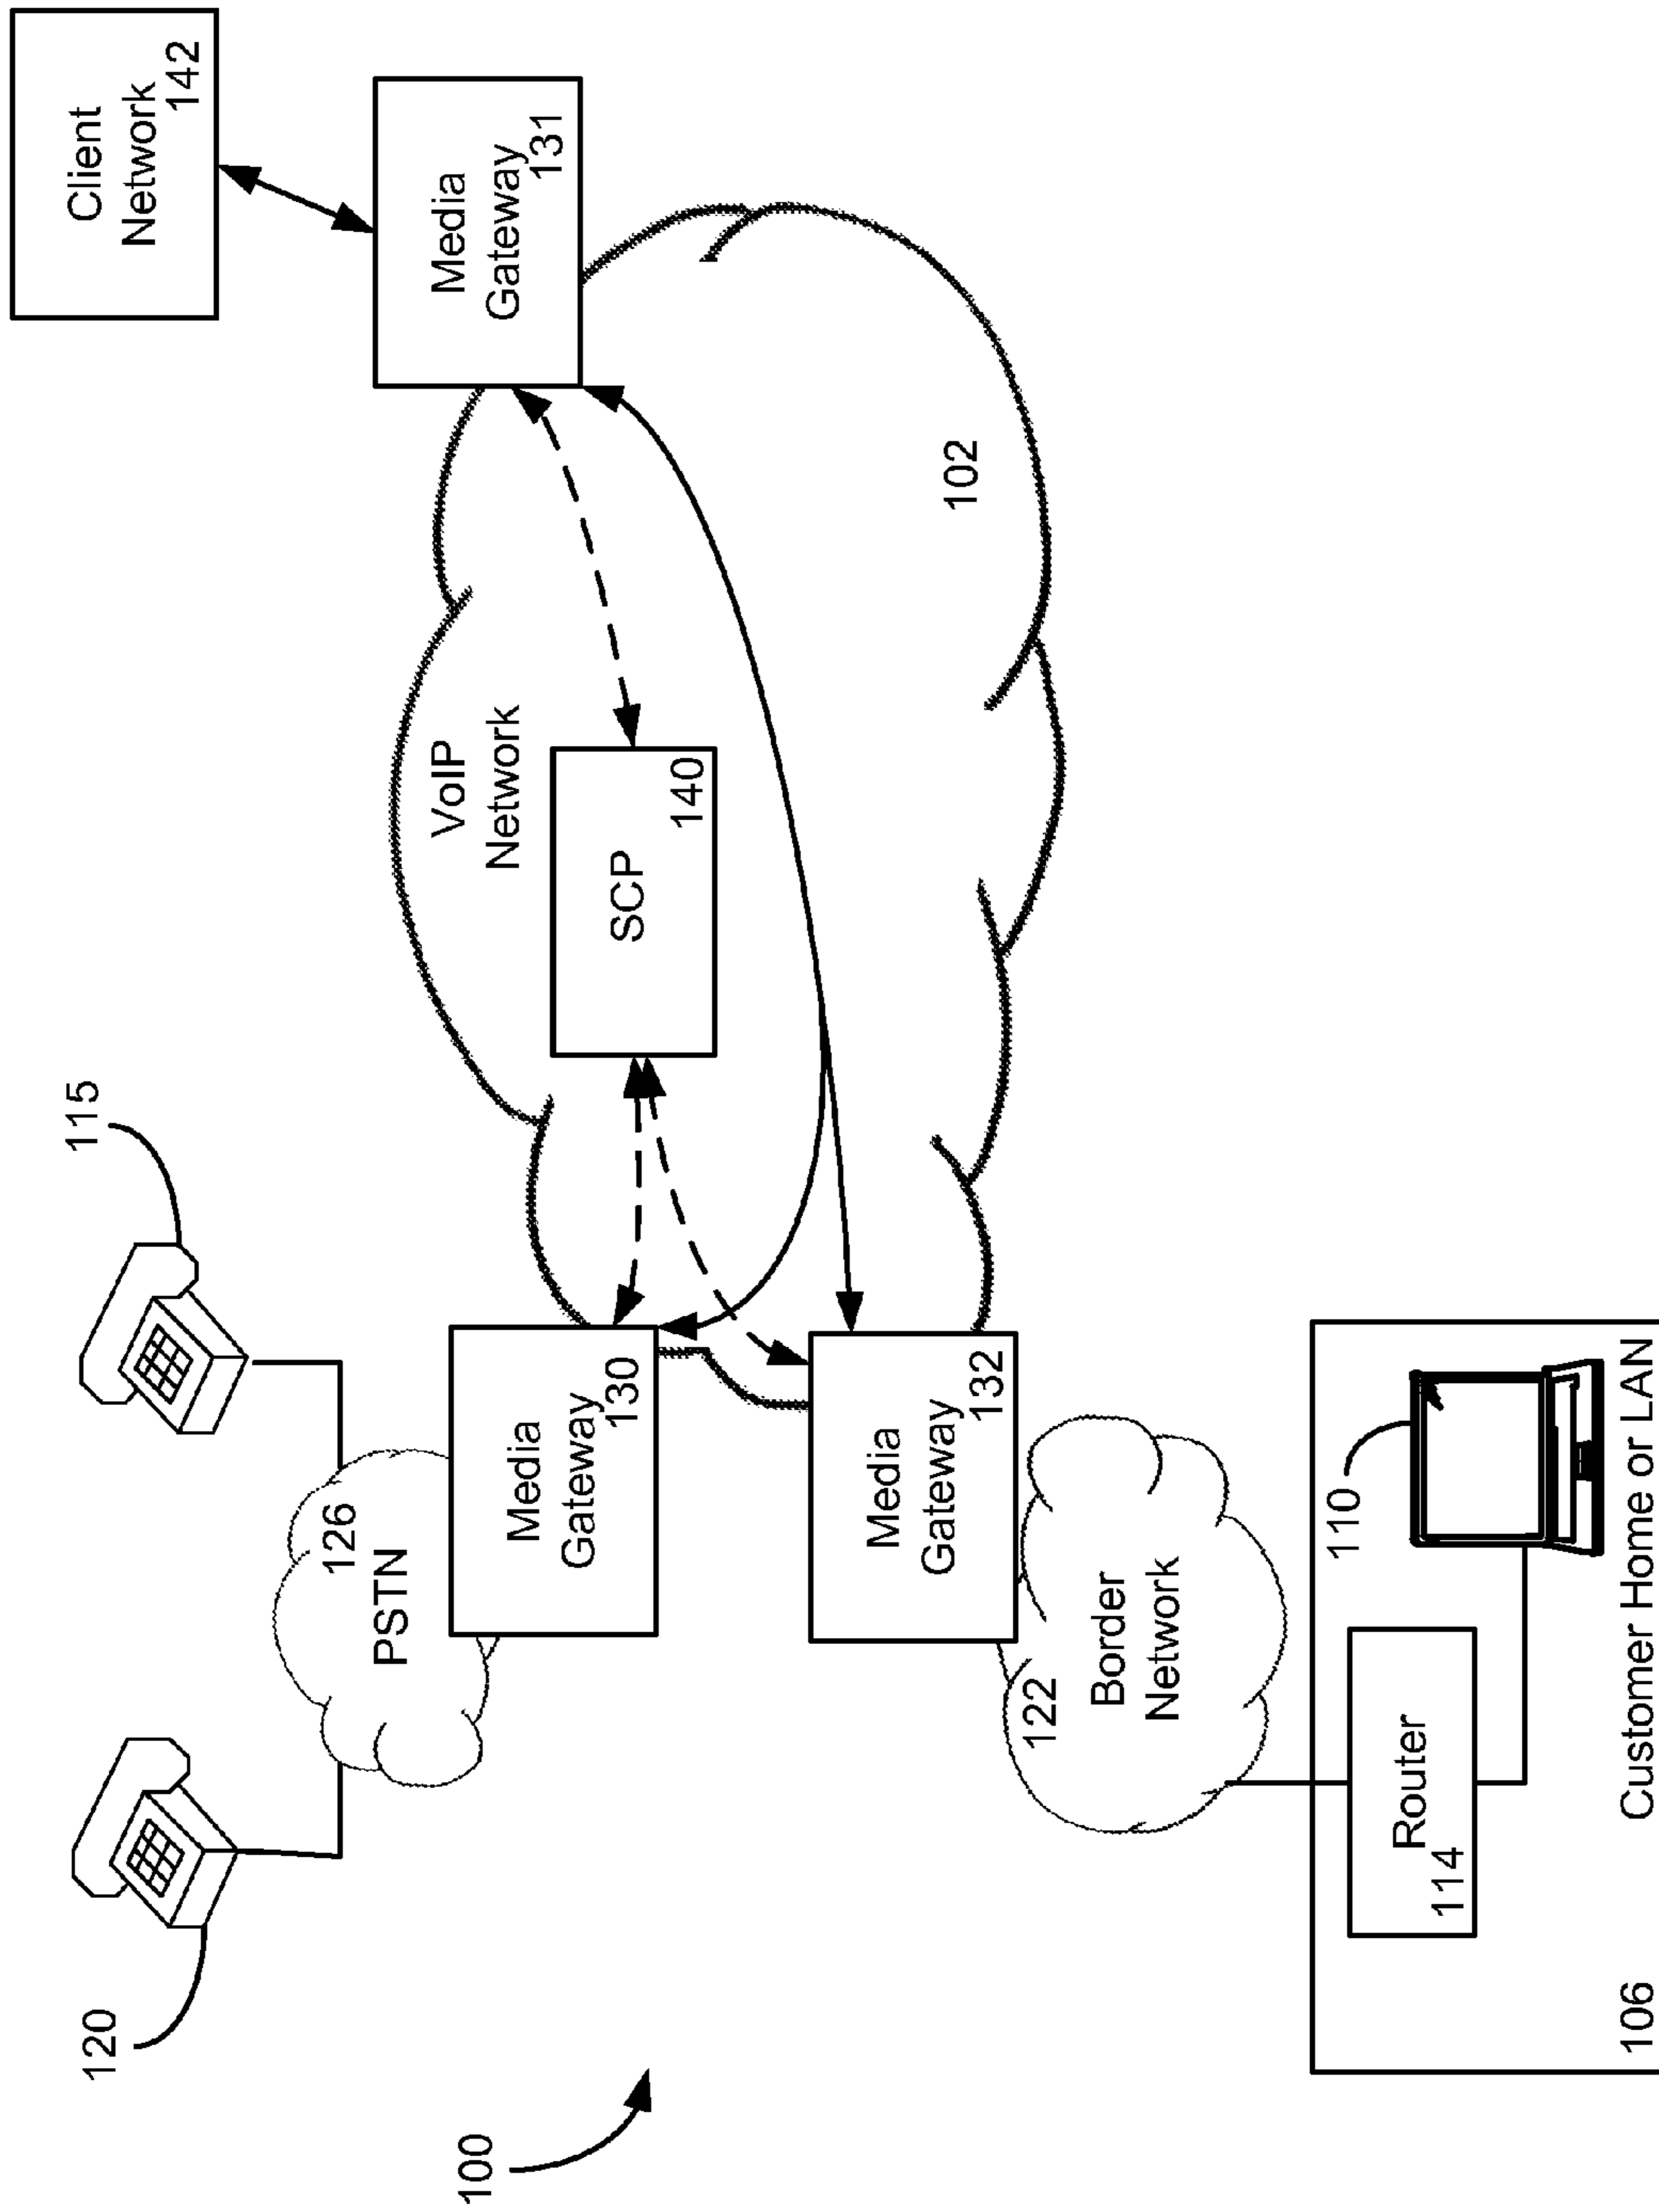 120
115
Client
Network
142
126
PSTN
100
Media
Gateway
130
VoIP
Network
Media
Gateway
131
SCP
140
Media
Gateway
132
102
122
Border
Network
110
Router
114
106
Customer Home or LAN